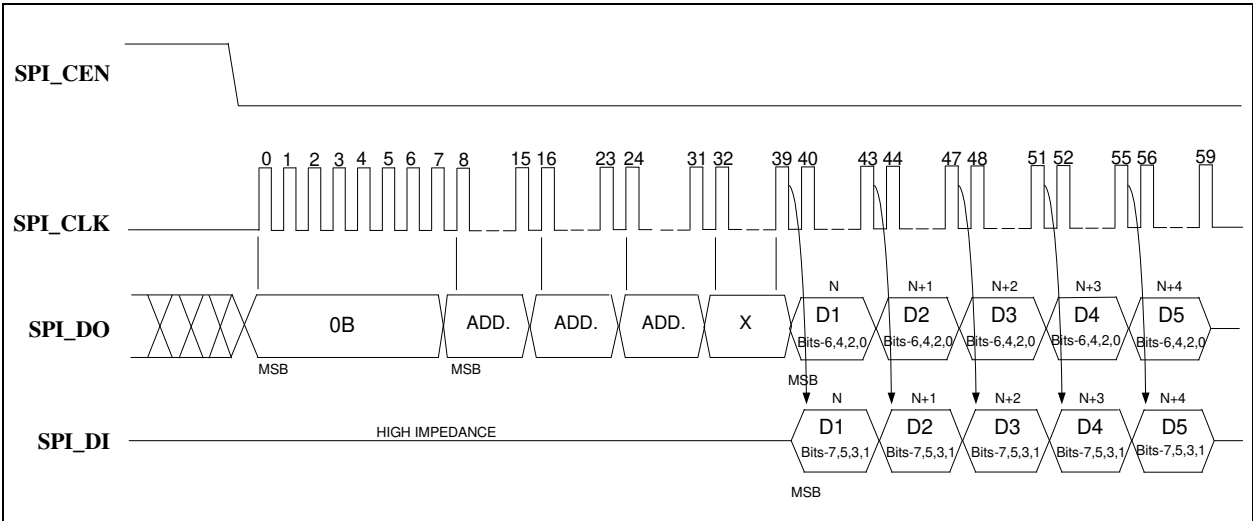 SPI_CEN
0 1 2 3 4 5 6 7 8 15 16 23 24 31 32 39 40 43 44 47 48 51 52 55 56 59
SPI_CLK
N N+1 N+2 N+3 N+4
SPI_DO
0B ADD. ADD. ADD. X D1 D2 D3 D4 D5
Bits-6,4,2,0 Bits-6,4,2,0 Bits-6,4,2,0 Bits-6,4,2,0 Bits-6,4,2,0
MSB MSB MSB
N N+1 N+2 N+3 N+4
SPI_DI
HIGH IMPEDANCE
D1 D2 D3 D4 D5
Bits-7,5,3,1 Bits-7,5,3,1 Bits-7,5,3,1 Bits-7,5,3,1 Bits-7,5,3,1
MSB